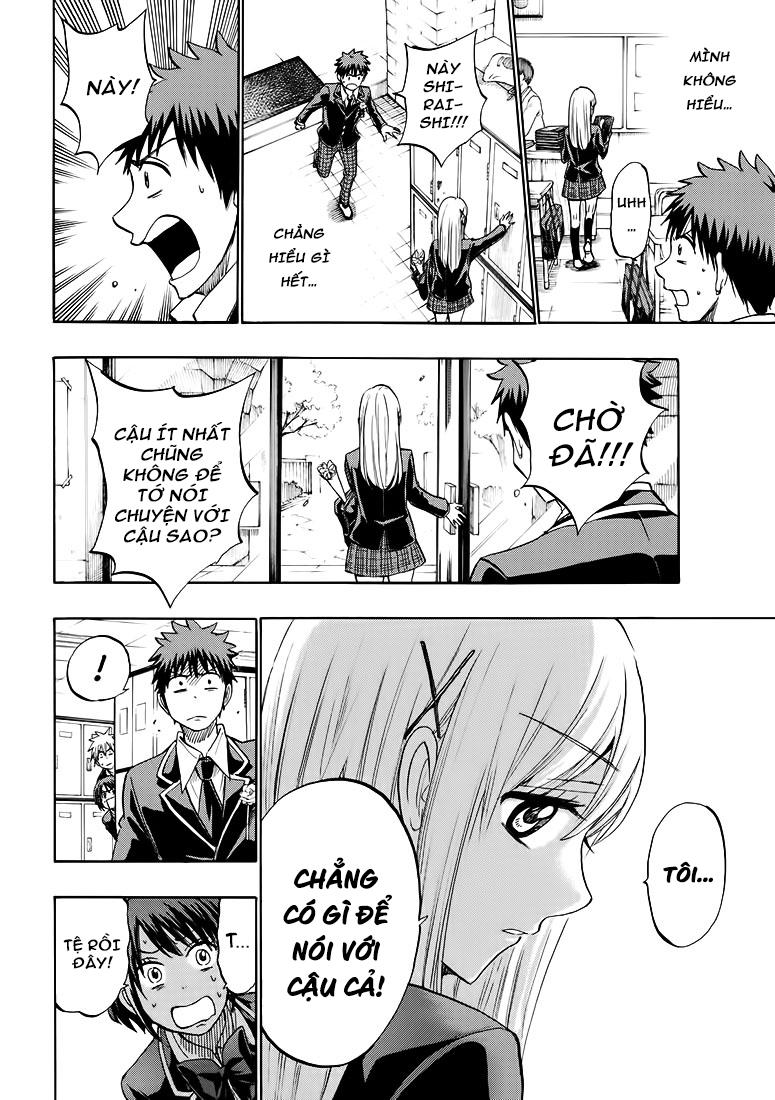 MÌNH
KHÔNG
HIỂU...
UHH
...
NÀY
SHI-
RAI-
SHI!!!
CHẲNG
HIỂU GÌ
HẾT...
NÀY!
CHỜ
ĐÃ!!!
CẬU ÍT NHẤT
CHŨNG
KHÔNG ĐỂ
TỚ NÓI
CHUYỆN VỚI
CẬU SAO?
TÔI...
CHẲNG
CÓ GÌ ĐỂ
NÓI VỚI
CẬU CẢ!
!
T...
TỆ RỒI
ĐÂY!